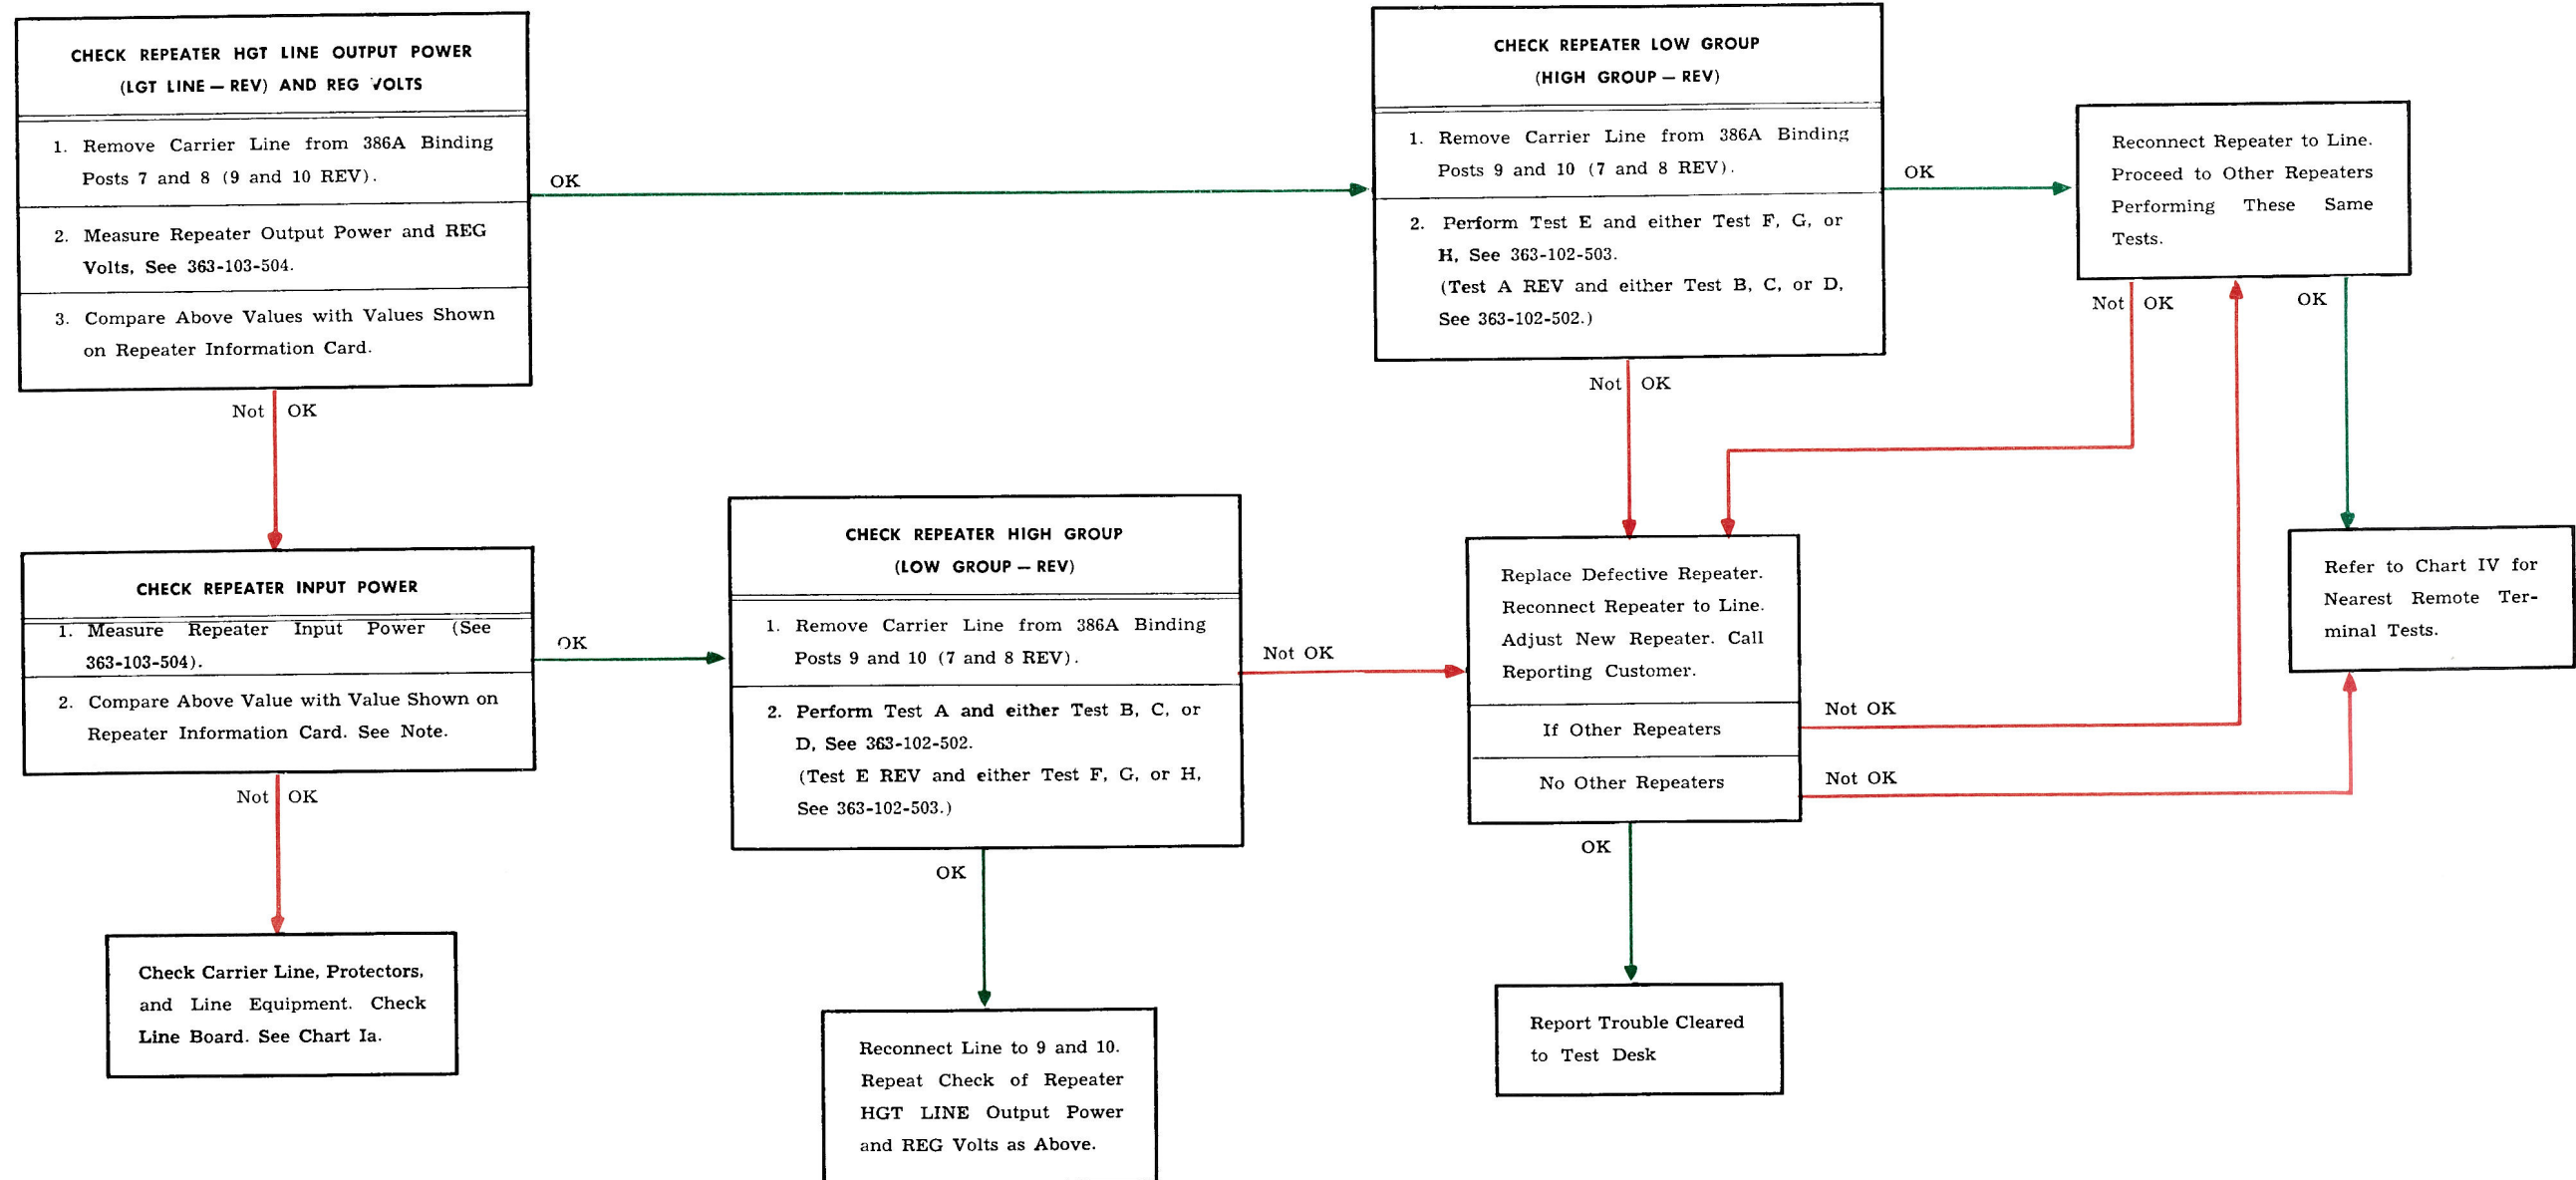 CHECK REPEATER HGT LINE OUTPUT POWER
(LGT LINE — REV) AND REG VOLTS
1. Remove Carrier Line from 386A Binding
Posts 7 and 8 (9 and 10 REV).
2. Measure Repeater Output Power and REG
Volts, See 363-103-504.
3. Compare Above Values with Values Shown
on Repeater Information Card.
OK
Not OK
CHECK REPEATER LOW GROUP
(HIGH GROUP — REV)
1. Remove Carrier Line from 386A Binding
Posts 9 and 10 (7 and 8 REV).
2. Perform Test E and either Test F, G, or
H, See 363-102-503.
(Test A REV and either Test B, C, or D,
See 363-102-502.)
OK
Not OK
Reconnect Repeater to Line.
Proceed to Other Repeaters
Performing These Same
Tests.
Not OK
OK
CHECK REPEATER INPUT POWER
1. Measure Repeater Input Power (See
363-103-504).
2. Compare Above Value with Value Shown on
Repeater Information Card. See Note.
OK
Not OK
CHECK REPEATER HIGH GROUP
(LOW GROUP — REV)
1. Remove Carrier Line from 386A Binding
Posts 9 and 10 (7 and 8 REV).
2. Perform Test A and either Test B, C, or
D, See 363-102-502.
(Test E REV and either Test F, G, or H,
See 363-102-503.)
Not OK
OK
Replace Defective Repeater.
Reconnect Repeater to Line.
Adjust New Repeater. Call
Reporting Customer.
If Other Repeaters
No Other Repeaters
Not OK
Not OK
OK
Refer to Chart IV for
Nearest Remote Ter-
minal Tests.
Check Carrier Line, Protectors,
and Line Equipment. Check
Line Board. See Chart Ia.
Reconnect Line to 9 and 10.
Repeat Check of Repeater
HGT LINE Output Power
and REG Volts as Above.
Report Trouble Cleared
to Test Desk